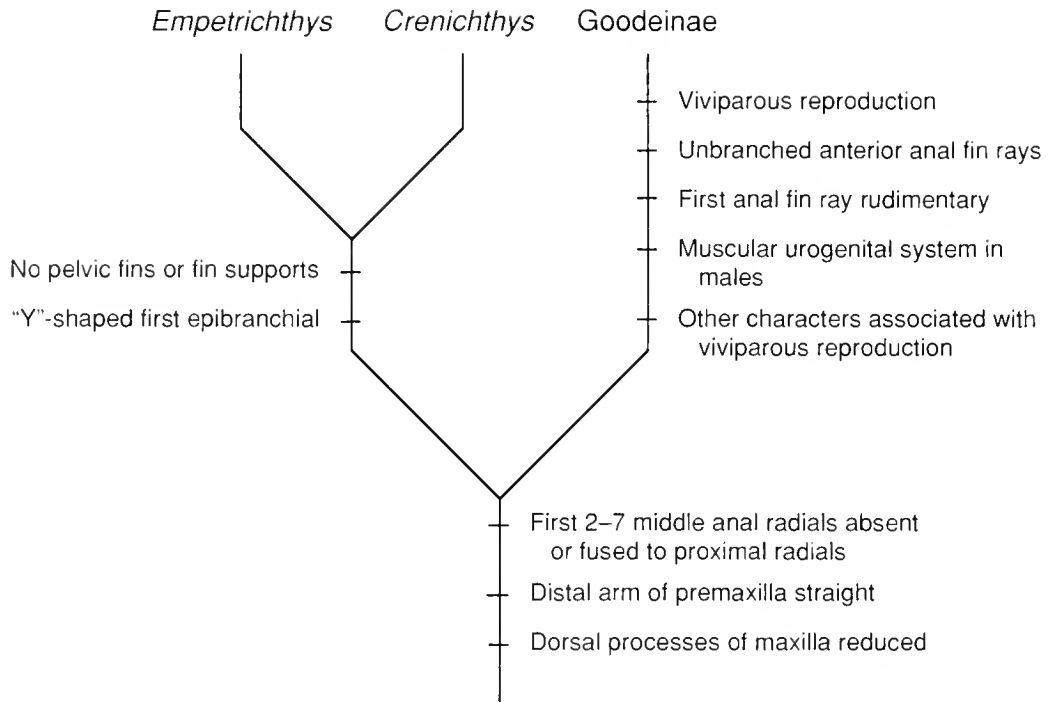 Empetrichthys Crenichthys Goodeinae
Viviparous reproduction
Unbranched anterior anal fin rays
First anal fin ray rudimentary
Muscular urogenital system in
males
No pelvic fins or fin supports
"Y"-shaped first epibranchial
Other characters associated with
viviparous reproduction
First 2–7 middle anal radials absent
or fused to proximal radials
Distal arm of premaxilla straight
Dorsal processes of maxilla reduced